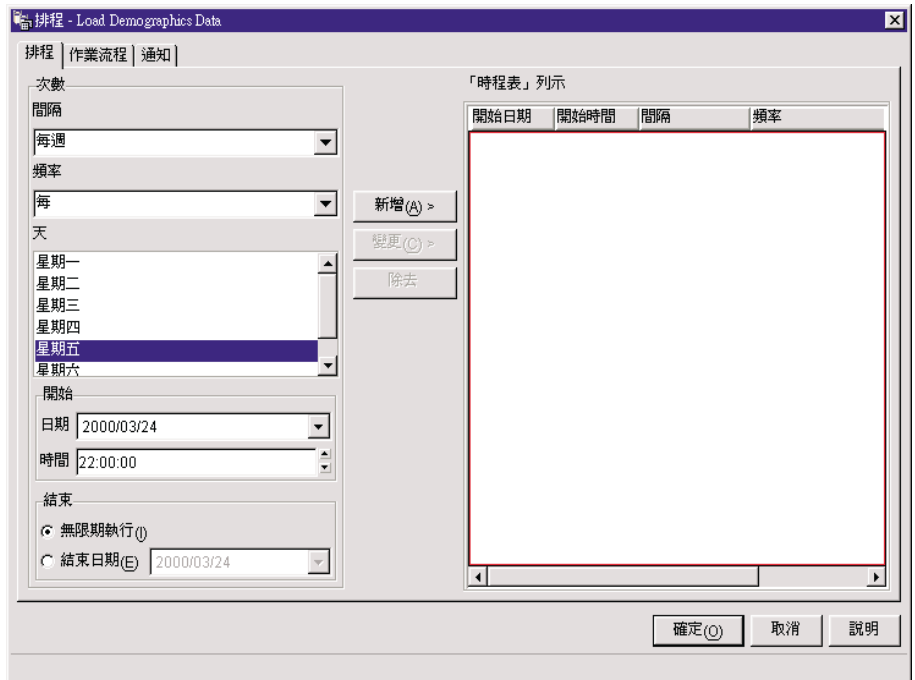 排程 - Load Demographics Data
排程 作業流程 通知
次數
間隔
每週
頻率
每
天
星期一
星期二
星期三
星期四
星期五
星期六
開始
日期 2000/03/24
時間 22:00:00
結束
無限期執行(I)
結束日期(E) 2000/03/24
新增(A) >
變更(C) >
除去
「時程表」列示
開始日期 開始時間 間隔 頻率
確定(O) 取消 說明